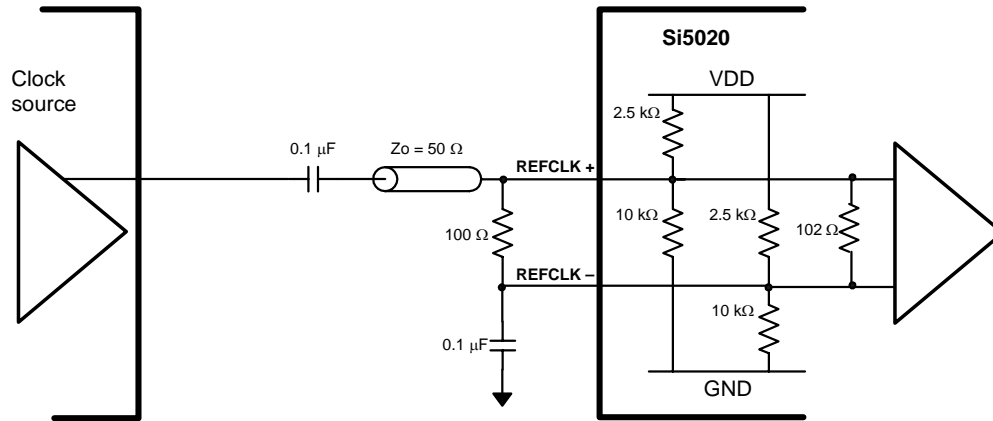 Si5020
Clock
source
VDD
2.5 kΩ
0.1 μF
Zo = 50 Ω
REFCLK +
100 Ω
10 kΩ
2.5 kΩ
102 Ω
REFCLK –
10 kΩ
0.1 μF
GND